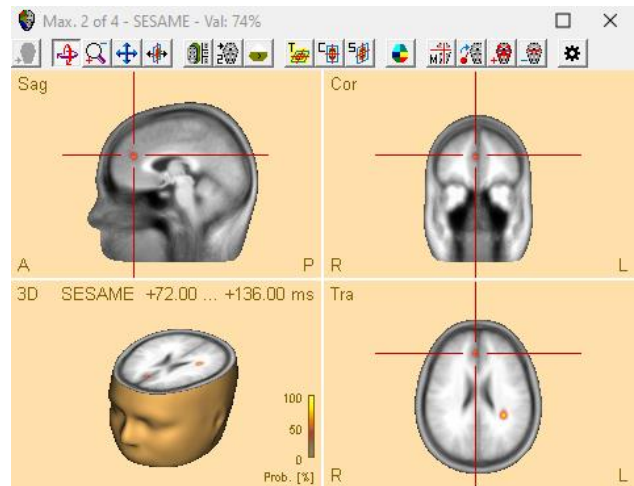 Max. 2 of 4 - SESAME - Val: 74%
Sag
Cor
A
P
R
L
3D SESAME +72.00 ... +136.00 ms
Tra
100
50
0
Prob. [%]
R
L